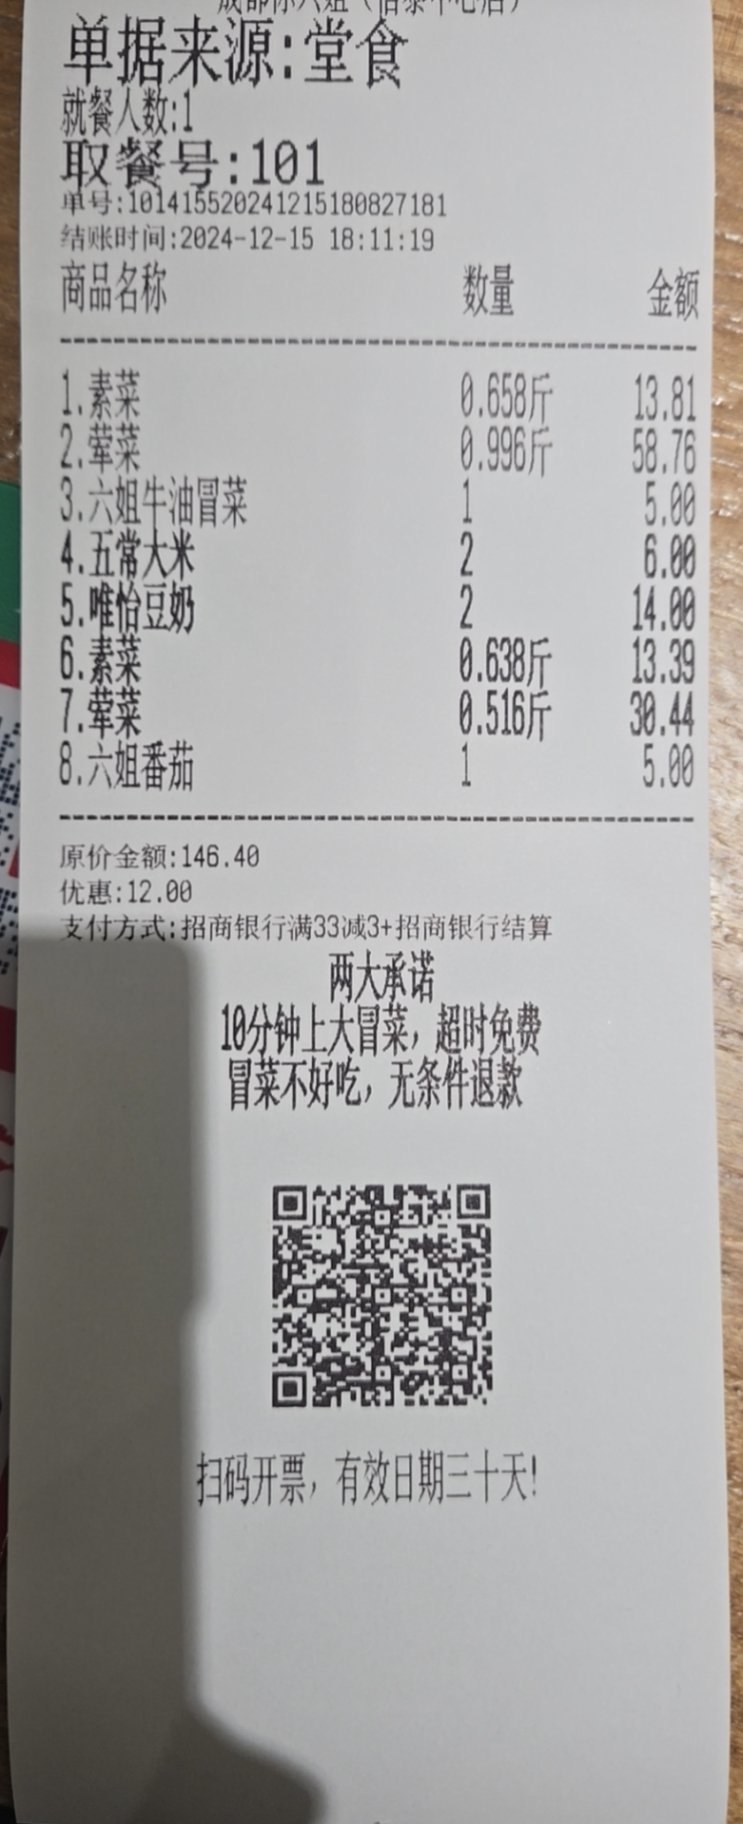 单据来源:堂食
就餐人数:1
取餐号:101
单号:101415520241215180827181
结账时间:2024-12-15 18:11:19
商品名称 数量 金额
1.素菜 0.658斤 13.81
2.荤菜 0.996斤 58.76
3.六姐牛油冒菜 1 5.00
4.五常大米 2 6.00
5.唯怡豆奶 2 14.00
6.素菜 0.638斤 13.39
7.荤菜 0.516斤 30.44
8.六姐番茄 1 5.00
原价金额:146.40
优惠:12.00
支付方式:招商银行满33减3+招商银行结算
两大承诺
10分钟上大冒菜，超时免费
冒菜不好吃，无条件退款
扫码开票，有效日期三十天!